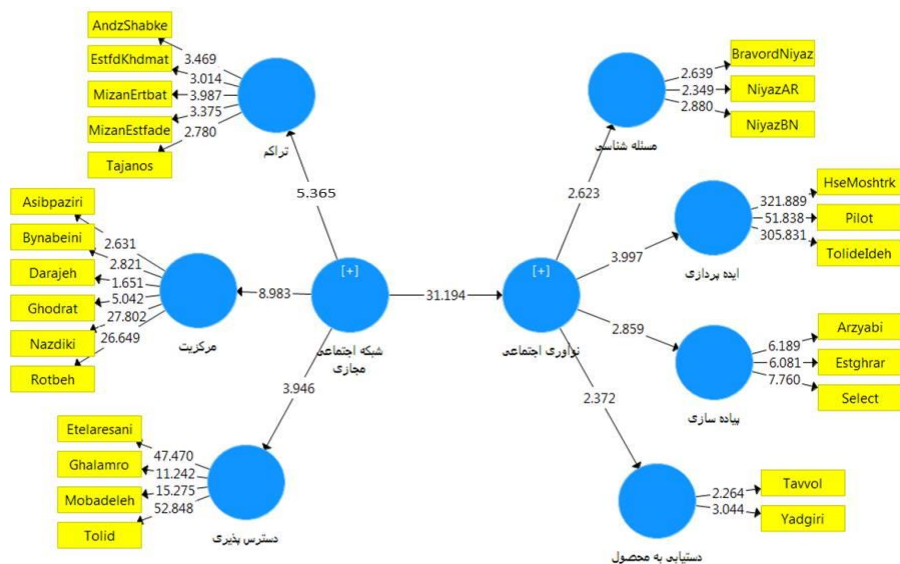 AndzShabke
EstfdKhdmat
MizanErtbat
MizanEstfade
Tajanos
3.469
3.014
3.987
3.375
2.780
تراکم
5.365
Asibpaziri
Bynabeini
Darajeh
Ghodrat
Nazdiki
Rotbeh
2.631
2.821
1.651
5.042
27.802
26.649
مرکزیت
8.983
[+]
شبکه اجتماعی
مجازی
31.194
3.946
Etelaresani
Ghalamro
Mobadeleh
Tolid
47.470
11.242
15.275
52.848
دسترس پذیری
[+]
نوآوری اجتماعی
2.623
مسئله شناسی
2.639
2.349
2.880
BravordNiyaz
NiyazAR
NiyazBN
3.997
ایده پردازی
321.889
51.838
305.831
HseMoshtrk
Pilot
TolideIdeh
2.859
پیاده سازی
6.189
6.081
7.760
Arzyabi
Estghrar
Select
2.372
دستیابی به محصول
2.264
3.044
Tavvol
Yadgiri